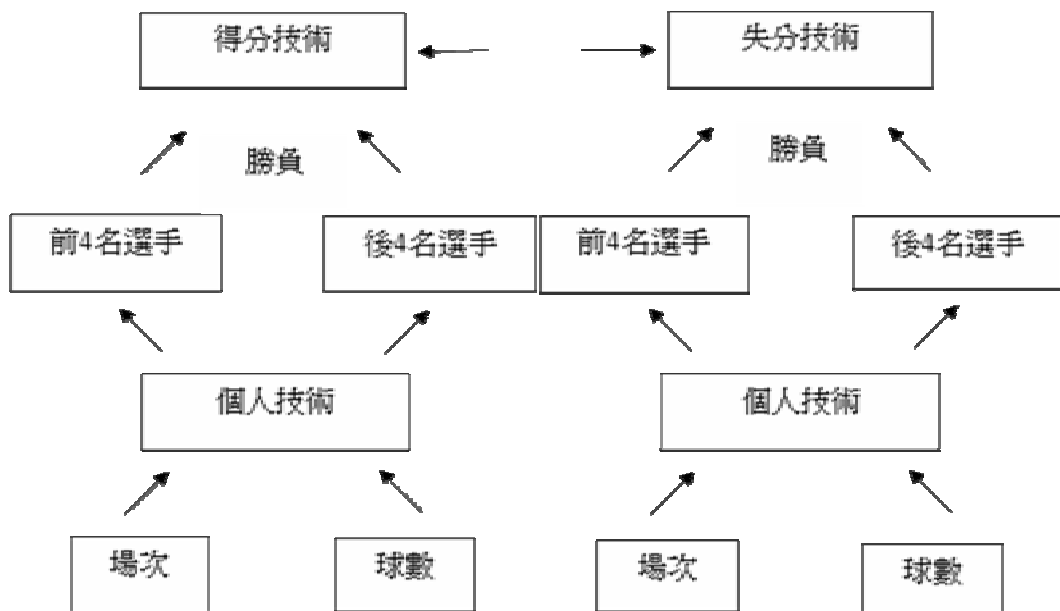 得分技術
失分技術
勝負
勝負
前4名選手
後4名選手
前4名選手
後4名選手
個人技術
個人技術
場次
球數
場次
球數